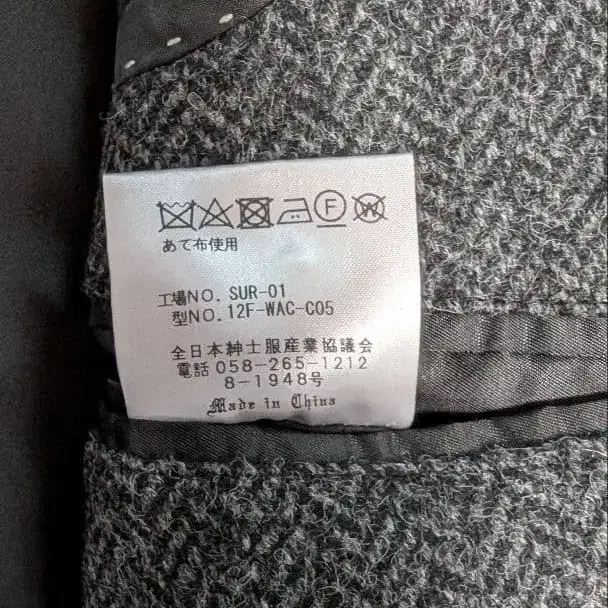 F W
あて布使用
工場NO. SUR-01
型NO. 12F-WAC-C05
全日本紳士服産業協議会
電話 058-265-1212
8-1948号
Made in China